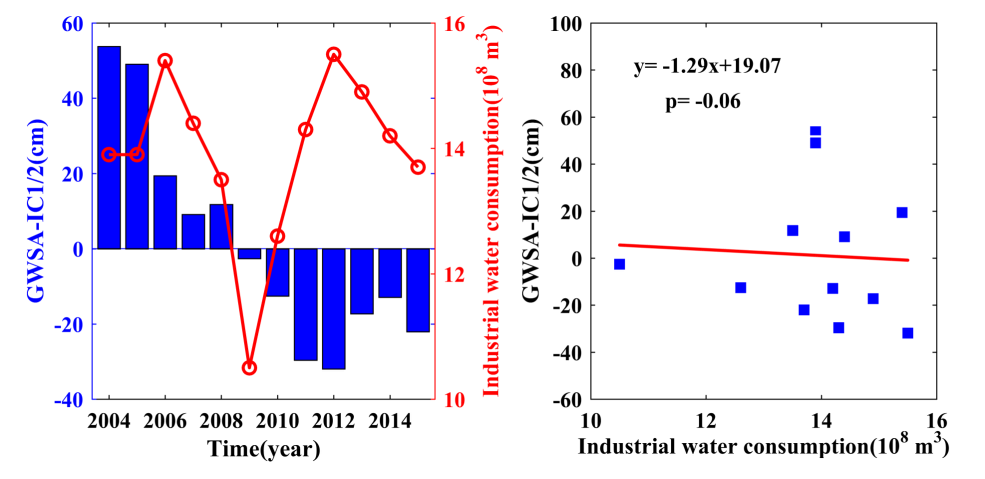 60
40
20
0
-20
-40
GWSA-IC1/2(cm)
2004 2006 2008 2010 2012 2014
Time(year)
16
14
12
10
Industrial water consumption(10⁸ m³)
100
80
60
40
20
0
-20
-40
-60
GWSA-IC1/2(cm)
y= -1.29x+19.07
p= -0.06
10 12 14 16
Industrial water consumption(10⁸ m³)